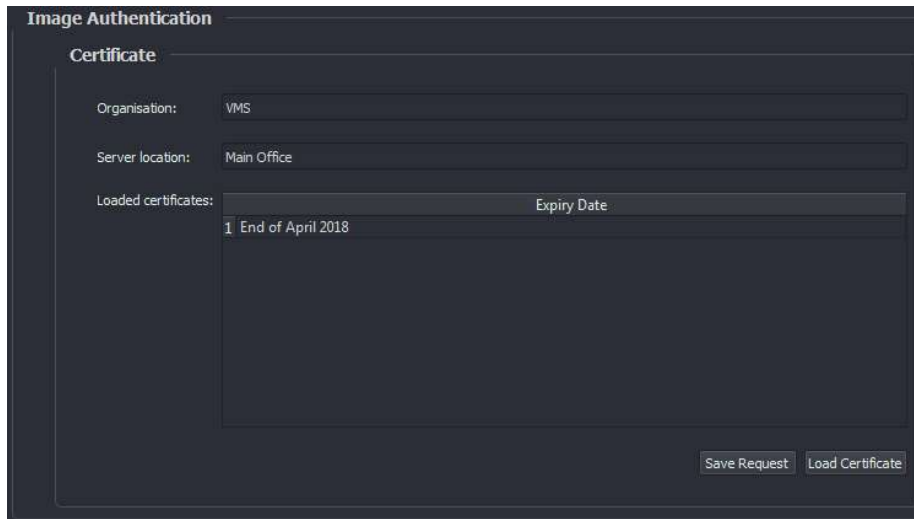 Image Authentication
Certificate
Organisation: VMS
Server location: Main Office
Loaded certificates: Expiry Date
1 End of April 2018
Save Request Load Certificate